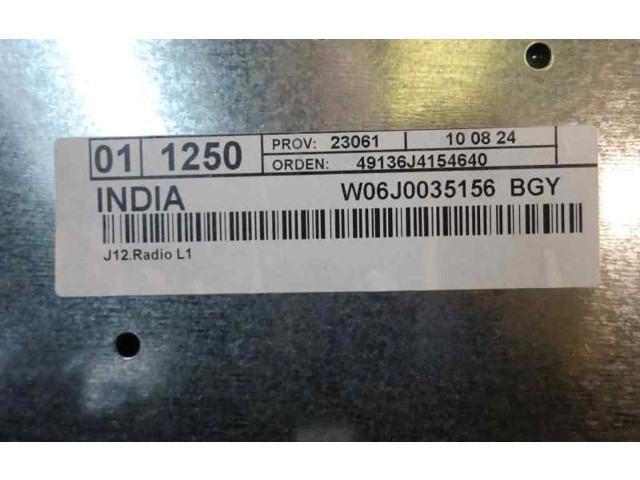 01 1250 PROV: 23061 10 08 24
ORDEN: 49136J4154640
INDIA W06J0035156 BGY
J12.Radio L1